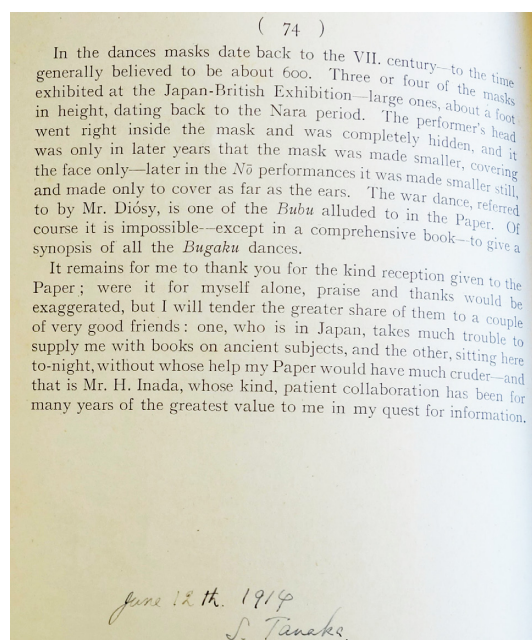 ( 74 )
In the dances masks date back to the VII. century—to the time
generally believed to be about 600. Three or four of the masks
exhibited at the Japan-British Exhibition—large ones, about a foot
in height, dating back to the Nara period. The performer's head
went right inside the mask and was completely hidden, and it
was only in later years that the mask was made smaller, covering
the face only—later in the Nō performances it was made smaller still,
and made only to cover as far as the ears. The war dance, referred
to by Mr. Diósy, is one of the Bubu alluded to in the Paper. Of
course it is impossible—except in a comprehensive book—to give a
synopsis of all the Bugaku dances.
It remains for me to thank you for the kind reception given to the
Paper; were it for myself alone, praise and thanks would be
exaggerated, but I will tender the greater share of them to a couple
of very good friends: one, who is in Japan, takes much trouble to
supply me with books on ancient subjects, and the other, sitting here
to-night, without whose help my Paper would have much cruder—and
that is Mr. H. Inada, whose kind, patient collaboration has been for
many years of the greatest value to me in my quest for information.
June 12th. 1914
S. Tanaka.